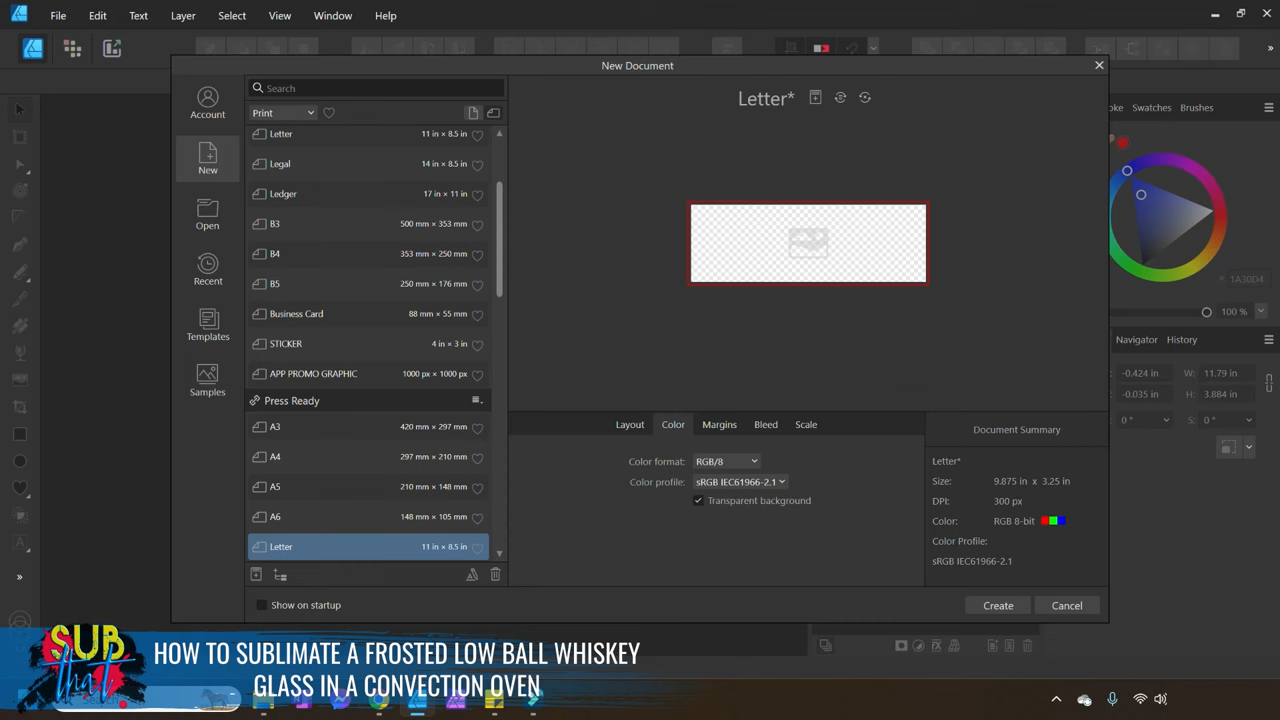 File Edit Text Layer Select View Window Help
New Document
Account
New
Open
Recent
Templates
Samples
Search
Print
Letter 11 in × 8.5 in
Legal 14 in × 8.5 in
Ledger 17 in × 11 in
B3 500 mm × 353 mm
B4 353 mm × 250 mm
B5 250 mm × 176 mm
Business Card 88 mm × 55 mm
STICKER 4 in × 3 in
APP PROMO GRAPHIC 1000 px × 1000 px
Press Ready
A3 420 mm × 297 mm
A4 297 mm × 210 mm
A5 210 mm × 148 mm
A6 148 mm × 105 mm
Letter 11 in × 8.5 in
Show on startup
Letter*
Layout Color Margins Bleed Scale
Color format: RGB/8
Color profile: sRGB IEC61966-2.1
Transparent background
Document Summary
Letter*
Size: 9.875 in x 3.25 in
DPI: 300 px
Color: RGB 8-bit
Color Profile:
sRGB IEC61966-2.1
Create Cancel
oke Swatches Brushes
1A30D4
100 %
Navigator History
-0.424 in W: 11.79 in
-0.035 in H: 3.884 in
0 ° S: 0 °
SUB
that
HOW TO SUBLIMATE A FROSTED LOW BALL WHISKEY
GLASS IN A CONVECTION OVEN